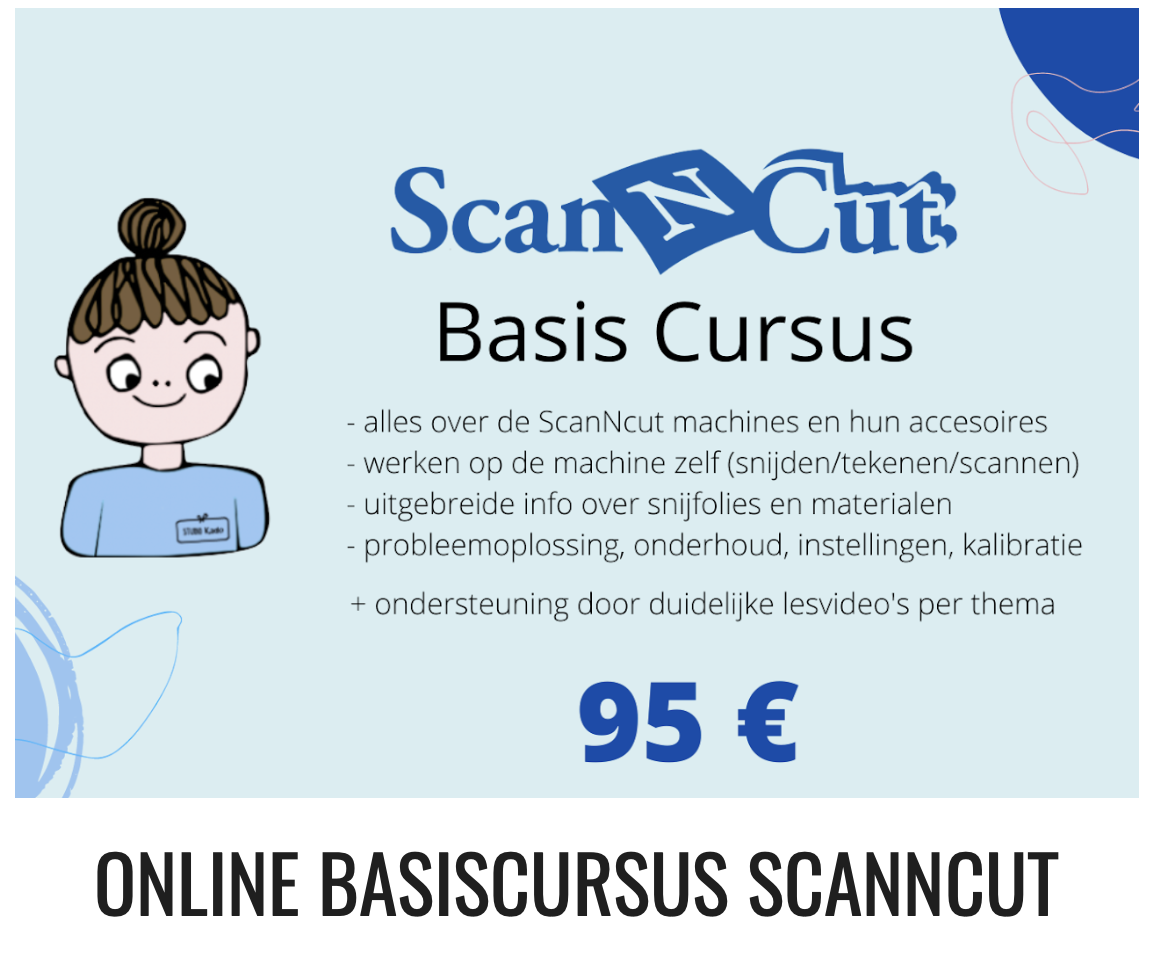 ScanNCut
Basis Cursus
- alles over de ScanNcut machines en hun accesoires
- werken op de machine zelf (snijden/tekenen/scannen)
- uitgebreide info over snijfolies en materialen
- probleemoplossing, onderhoud, instellingen, kalibratie
+ ondersteuning door duidelijke lesvideo's per thema
95 €
ONLINE BASISCURSUS SCANNCUT